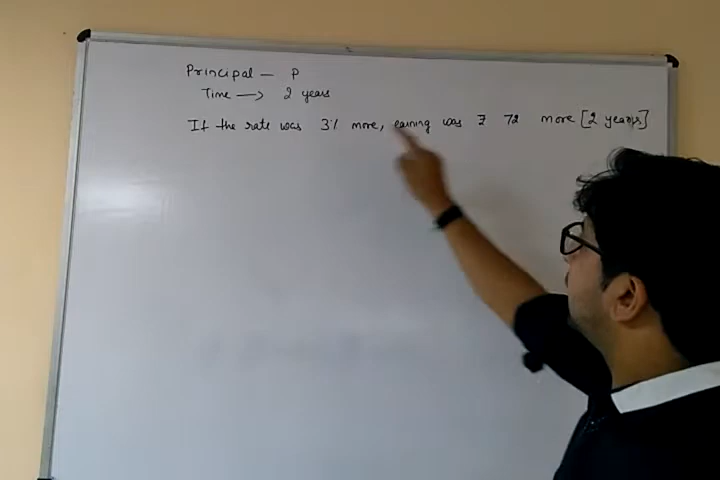 Principal — P
Time —> 2 years
If the rate was 3% more, earning was ₹ 72 more [2 years]